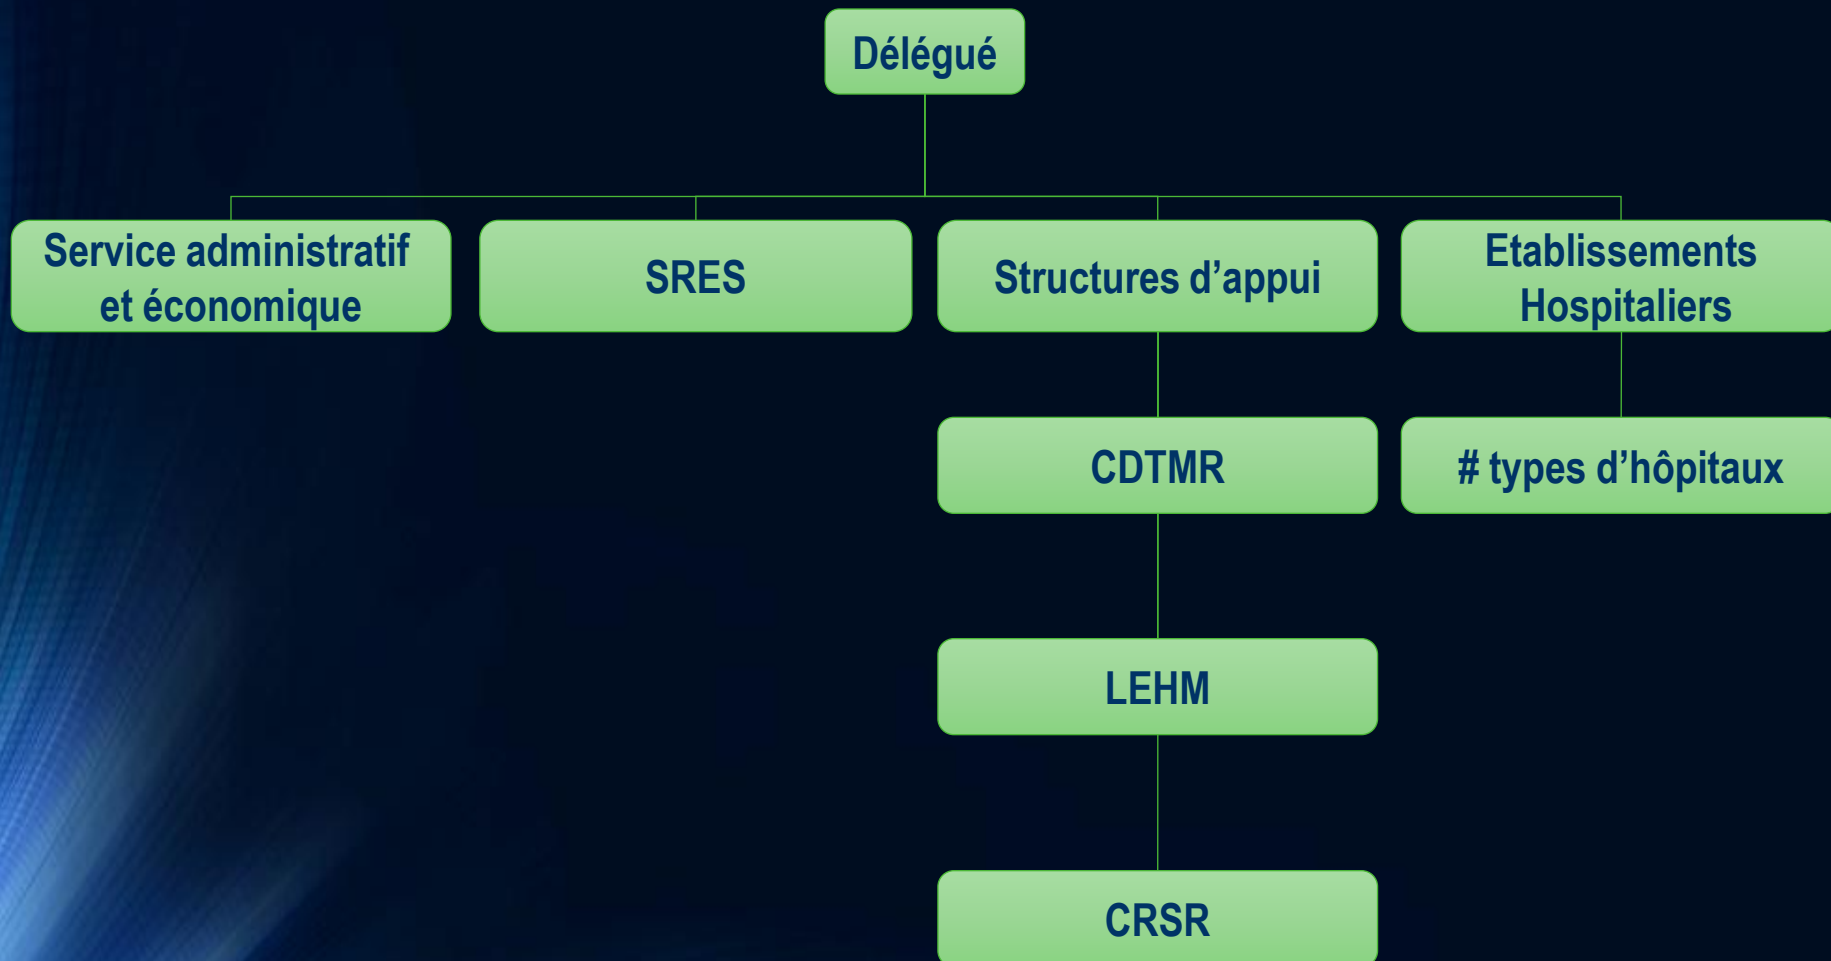 Délégué
Service administratif
et économique
SRES
Structures d’appui
Etablissements
Hospitaliers
CDTMR
# types d’hôpitaux
LEHM
CRSR